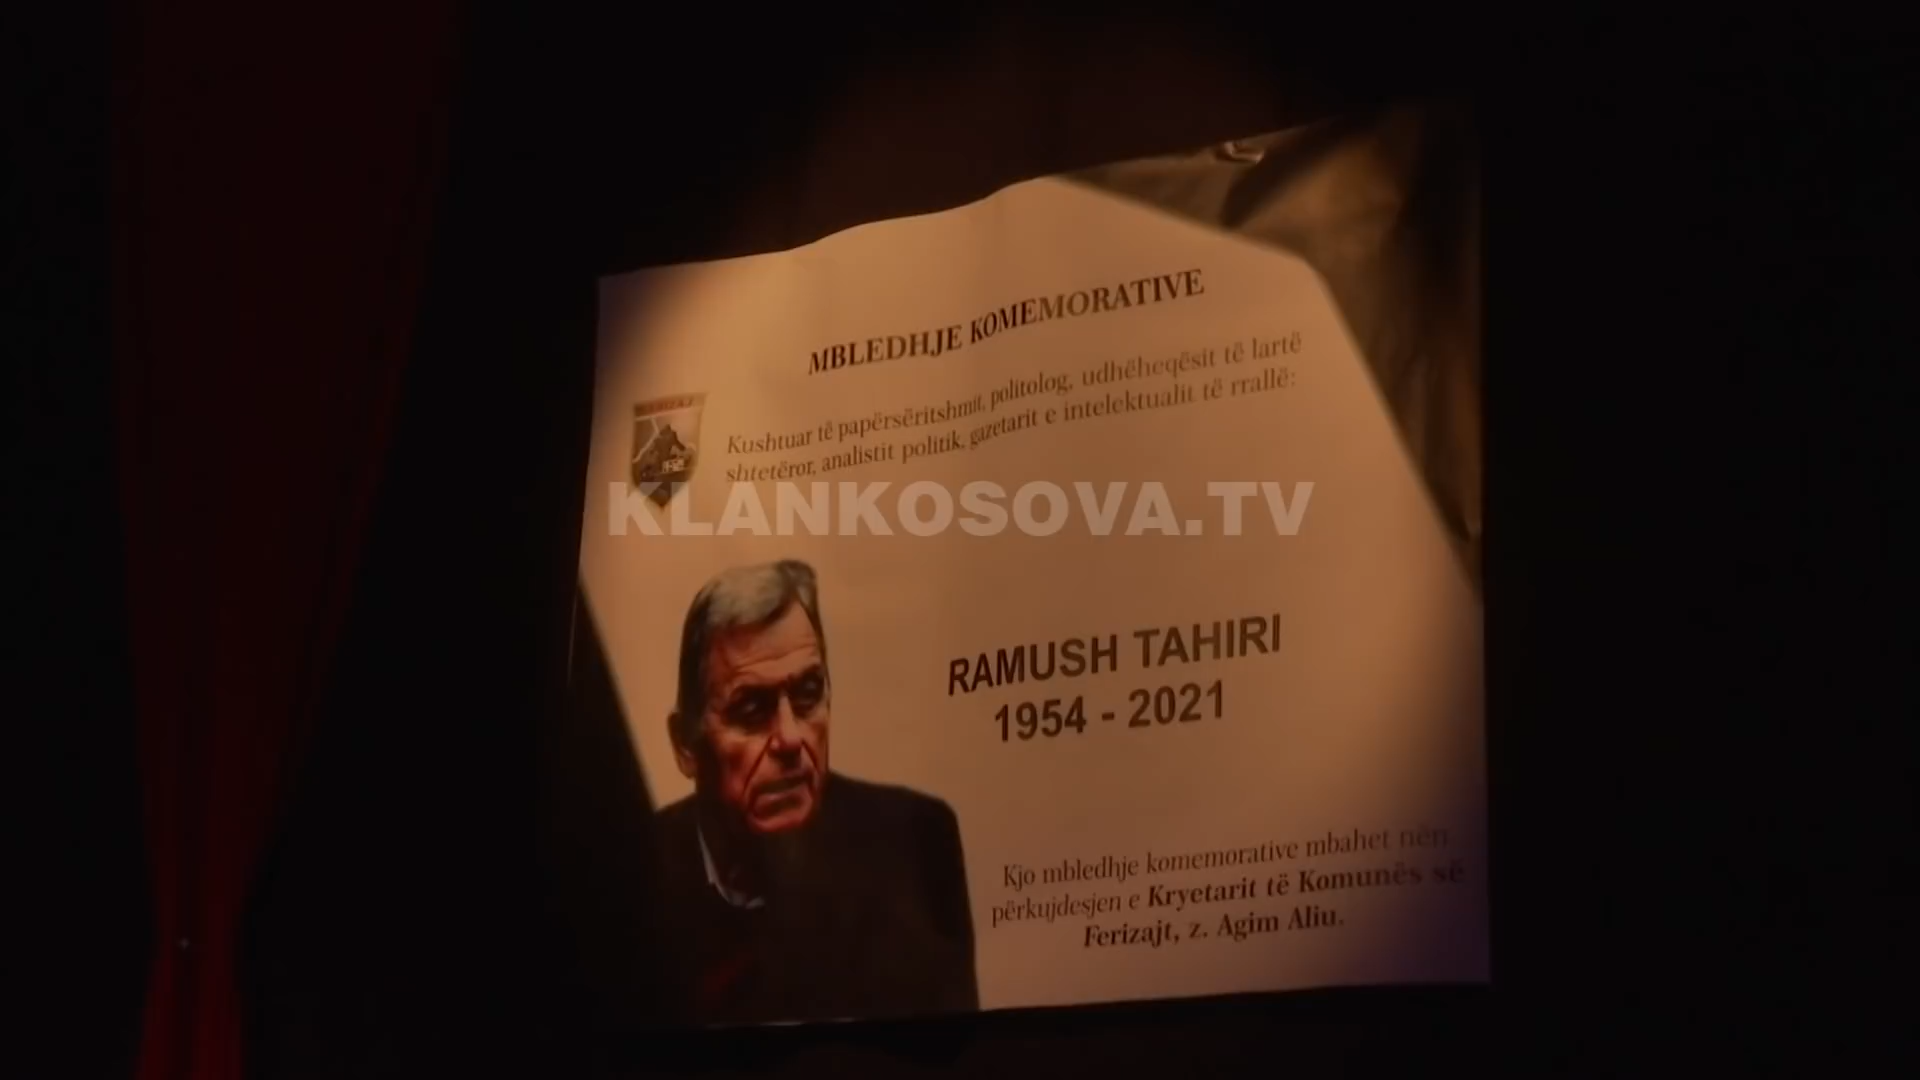 MBLEDHJE KOMEMORATIVE
Kushtuar të papërsëritshmit, politolog, udhëheqësit të lartë
shtetëror, analistit politik, gazetarit e intelektualit të rrallë:
FERIZAJ
KLANKOSOVA.TV
RAMUSH TAHIRI
1954 - 2021
Kjo mbledhje komemorative mbahet nën
përkujdesjen e Kryetarit të Komunës së
Ferizajt, z. Agim Aliu.